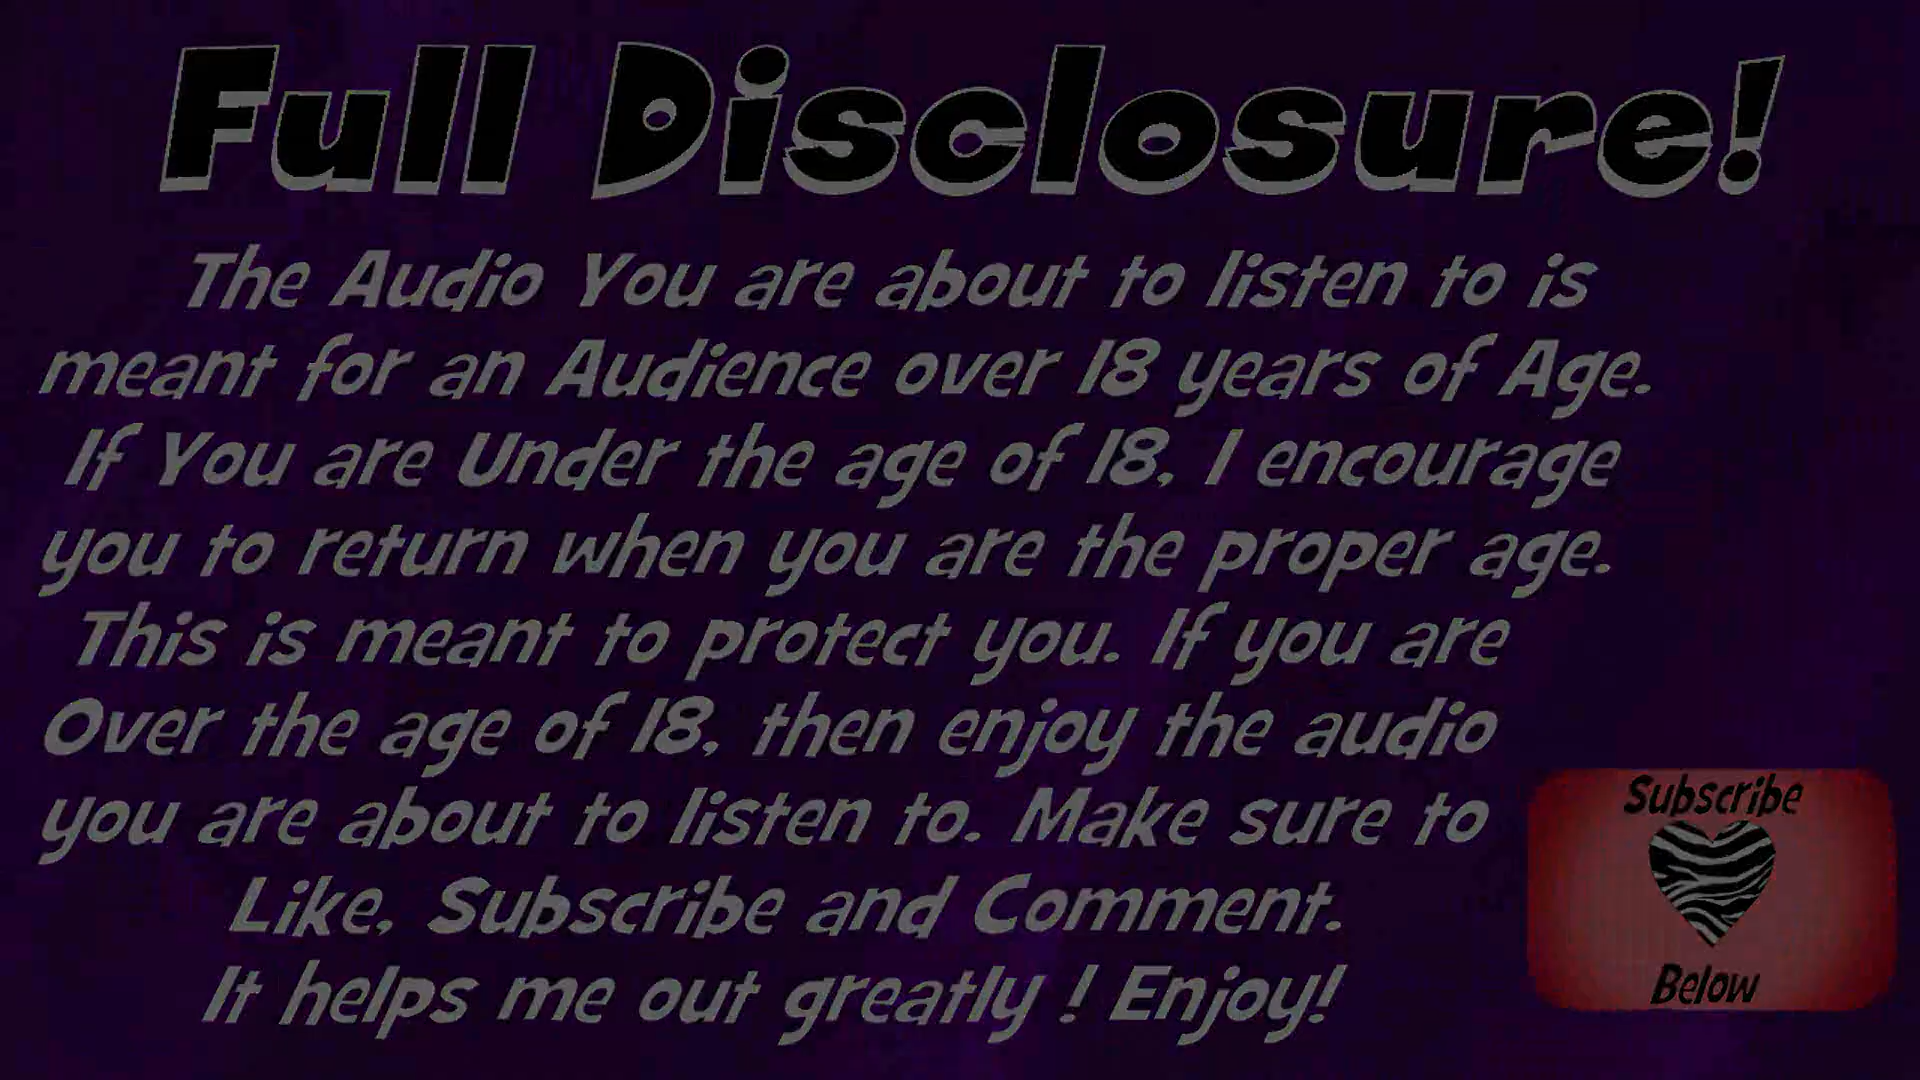 Full Disclosure!
The Audio You are about to listen to is
meant for an Audience over 18 years of Age.
If You are Under the age of 18, I encourage
you to return when you are the proper age.
This is meant to protect you. If you are
Over the age of 18, then enjoy the audio
you are about to listen to. Make sure to
Like, Subscribe and Comment.
It helps me out greatly ! Enjoy!
Subscribe
Below